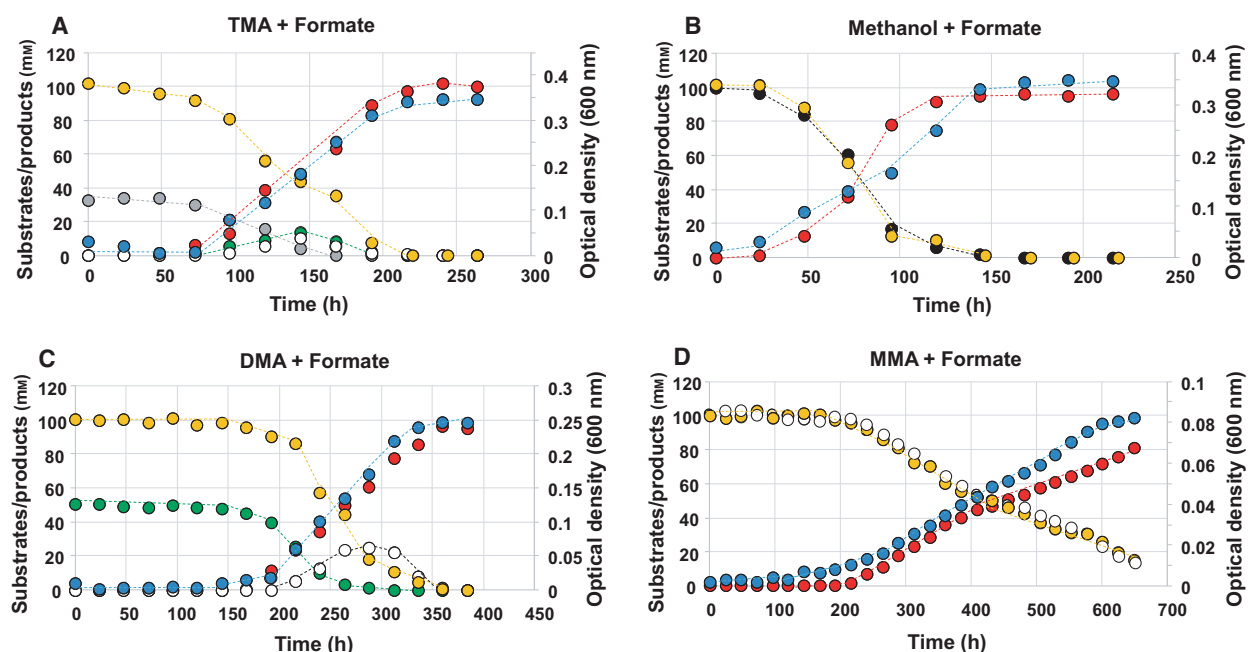 A
TMA + Formate
Substrates/products (mM)
120
100
80
60
40
20
0
0.4
0.3
0.2
0.1
0
Optical density (600 nm)
0 50 100 150 200 250 300
Time (h)
B
Methanol + Formate
Substrates/products (mM)
120
100
80
60
40
20
0
0.4
0.3
0.2
0.1
0
Optical density (600 nm)
0 50 100 150 200 250
Time (h)
C
DMA + Formate
Substrates/products (mM)
120
100
80
60
40
20
0
0.3
0.25
0.20
0.15
0.10
0.05
0
Optical density (600 nm)
0 50 100 150 200 250 300 350 400 450
Time (h)
D
MMA + Formate
Substrates/products (mM)
120
100
80
60
40
20
0
0.1
0.08
0.06
0.04
0.02
0
Optical density (600 nm)
0 100 200 300 400 500 600 700
Time (h)